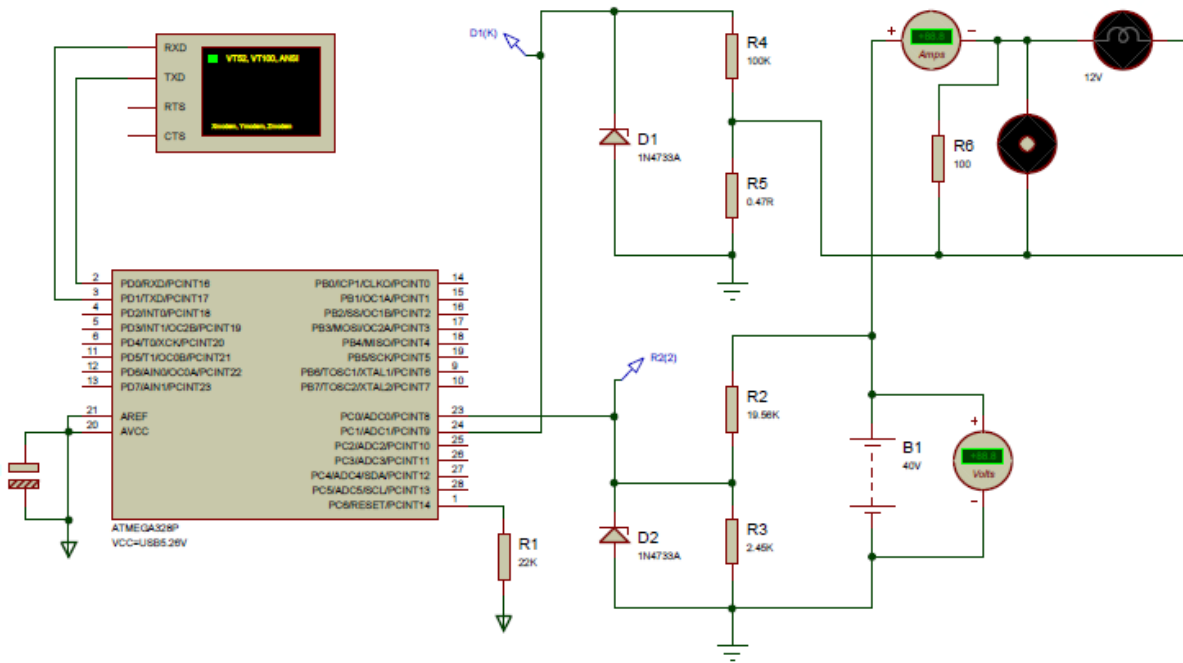 RXD
TXD
RTS
CTS
VT52, VT100, ANSI
Xmodem, Ymodem, Zmodem
D1(K)
R4
100K
D1
1N4733A
R5
0.47R
+88.8
Amps
12V
R6
100
2
3
4
5
6
11
12
13
21
20
PD0/RXD/PCINT16
PD1/TXD/PCINT17
PD2/INT0/PCINT18
PD3/INT1/OC2B/PCINT19
PD4/T0/XCK/PCINT20
PD5/T1/OC0B/PCINT21
PD6/AIN0/OC0A/PCINT22
PD7/AIN1/PCINT23
AREF
AVCC
PB0/ICP1/CLKO/PCINT0
PB1/OC1A/PCINT1
PB2/SS/OC1B/PCINT2
PB3/MOSI/OC2A/PCINT3
PB4/MISO/PCINT4
PB5/SCK/PCINT5
PB6/TOSC1/XTAL1/PCINT6
PB7/TOSC2/XTAL2/PCINT7
PC0/ADC0/PCINT8
PC1/ADC1/PCINT9
PC2/ADC2/PCINT10
PC3/ADC3/PCINT11
PC4/ADC4/SDA/PCINT12
PC5/ADC5/SCL/PCINT13
PC6/RESET/PCINT14
14
15
16
17
18
19
9
10
23
24
25
26
27
28
1
ATMEGA328P
VCC=USB5.26V
R1
22K
R2(2)
R2
19.56K
D2
1N4733A
R3
2.45K
B1
40V
+88.8
Volts